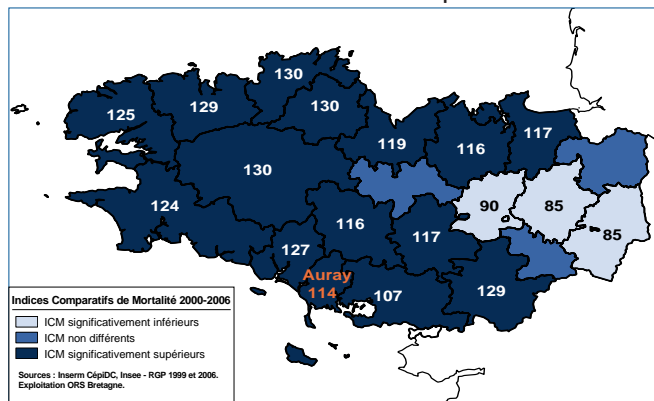 130
129
130
125
119
116
117
130
90
85
124
116
85
127
117
Auray
114
107
129
Indices Comparatifs de Mortalité 2000-2006
ICM significativement inférieurs
ICM non différents
ICM significativement supérieurs
Sources : Inserm CépiDC, Insee - RGP 1999 et 2006.
Exploitation ORS Bretagne.